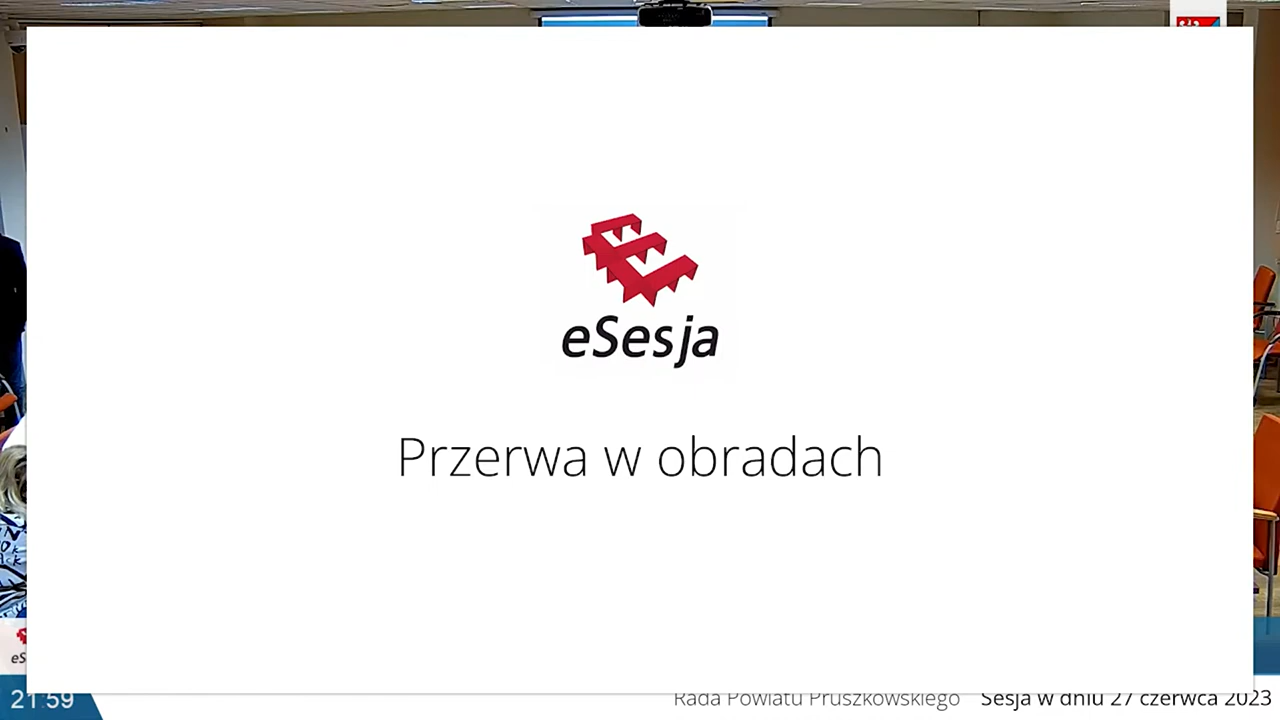 eSesja
Przerwa w obradach
21:59
Rada Powiatu Pruszkowskiego Sesja w dniu 27 czerwca 2023